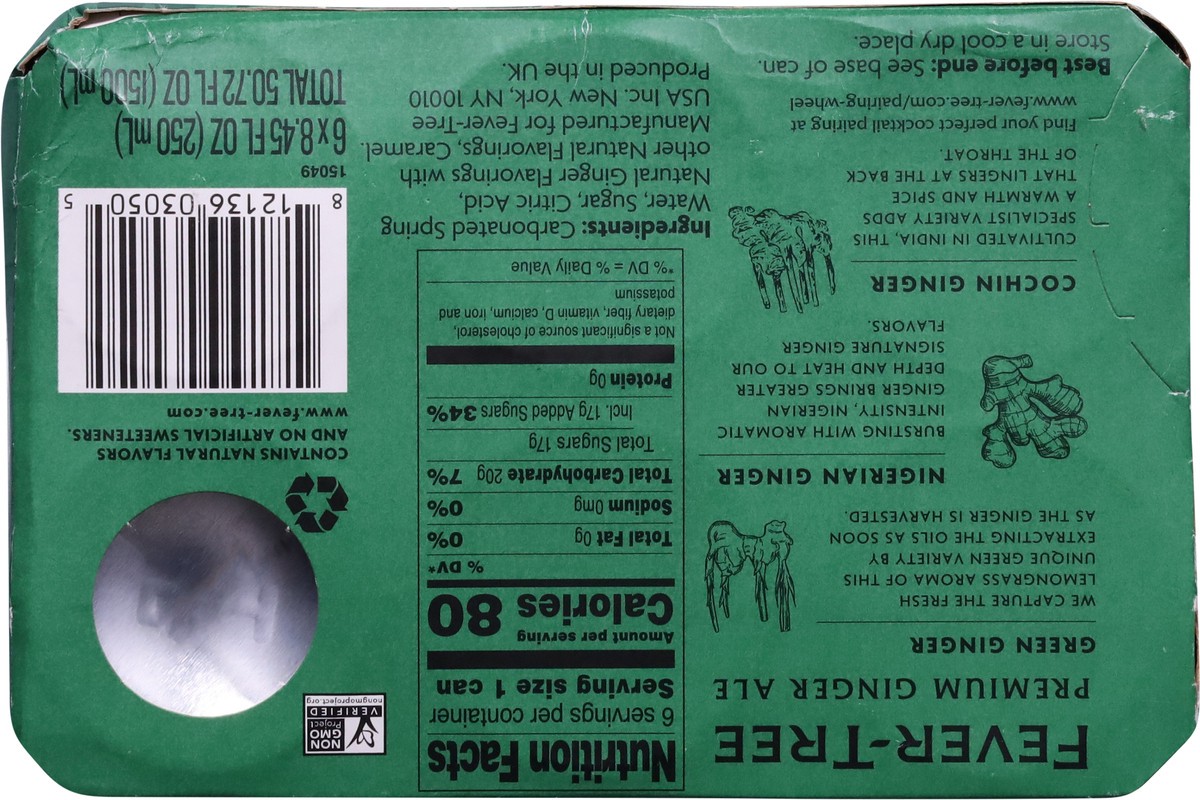 FEVER-TREE
PREMIUM GINGER ALE
GREEN GINGER
WE CAPTURE THE FRESH
LEMONGRASS AROMA OF THIS
UNIQUE GREEN VARIETY BY
EXTRACTING THE OILS AS SOON
AS THE GINGER IS HARVESTED.
NIGERIAN GINGER
BURSTING WITH AROMATIC
INTENSITY, NIGERIAN
GINGER BRINGS GREATER
DEPTH AND HEAT TO OUR
SIGNATURE GINGER
FLAVORS.
COCHIN GINGER
CULTIVATED IN INDIA, THIS
SPECIALIST VARIETY ADDS
A WARMTH AND SPICE
THAT LINGERS AT THE BACK
OF THE THROAT.
Find your perfect cocktail pairing at
www.fever-tree.com/pairing-wheel
Best before end: See base of can.
Store in a cool dry place.
Nutrition Facts
6 servings per container
Serving size 1 can
Amount per serving
Calories 80
% DV*
Total Fat 0g 0%
Sodium 0mg 0%
Total Carbohydrate 20g 7%
Total Sugars 17g
Incl. 17g Added Sugars 34%
Protein 0g
Not a significant source of cholesterol,
dietary fiber, vitamin D, calcium, iron and
potassium
*% DV = % Daily Value
Ingredients: Carbonated Spring
Water, Sugar, Citric Acid,
Natural Ginger Flavorings with
other Natural Flavorings, Caramel.
Manufactured for Fever-Tree
USA Inc. New York, NY 10010
Produced in the UK.
NON
GMO
Project
VERIFIED
nongmoproject.org
CONTAINS NATURAL FLAVORS
AND NO ARTIFICIAL SWEETENERS.
www.fever-tree.com
8 12136 03050 5
15049
6 x 8.45 FL OZ (250 mL)
TOTAL 50.72 FL OZ (1500 mL)